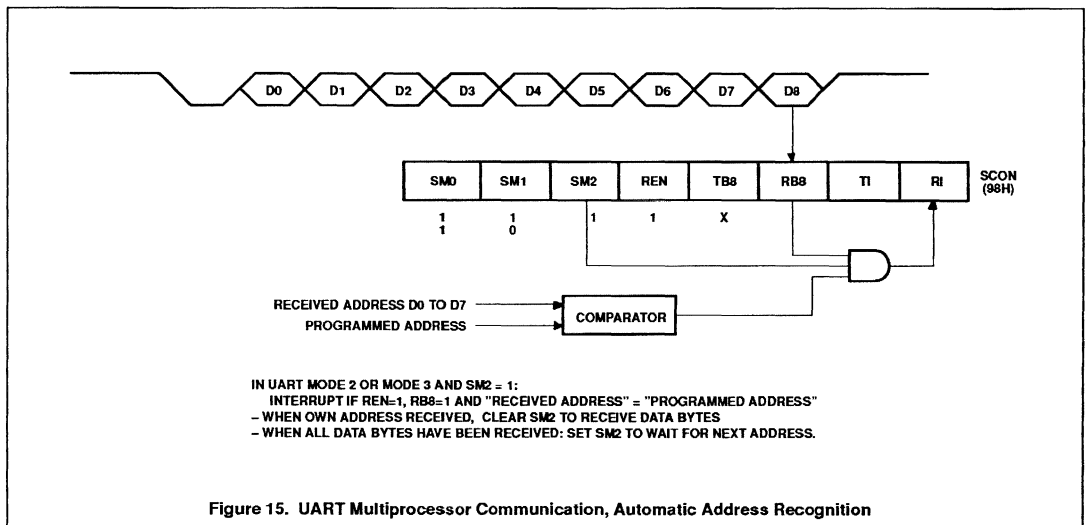 D0 D1 D2 D3 D4 D5 D6 D7 D8
SM0 SM1 SM2 REN TB8 RB8 TI RI SCON
(98H)
1 1 1 1 X
1 0
RECEIVED ADDRESS D0 TO D7
PROGRAMMED ADDRESS
COMPARATOR
IN UART MODE 2 OR MODE 3 AND SM2 = 1:
INTERRUPT IF REN=1, RB8=1 AND "RECEIVED ADDRESS" = "PROGRAMMED ADDRESS"
– WHEN OWN ADDRESS RECEIVED, CLEAR SM2 TO RECEIVE DATA BYTES
– WHEN ALL DATA BYTES HAVE BEEN RECEIVED: SET SM2 TO WAIT FOR NEXT ADDRESS.
Figure 15. UART Multiprocessor Communication, Automatic Address Recognition